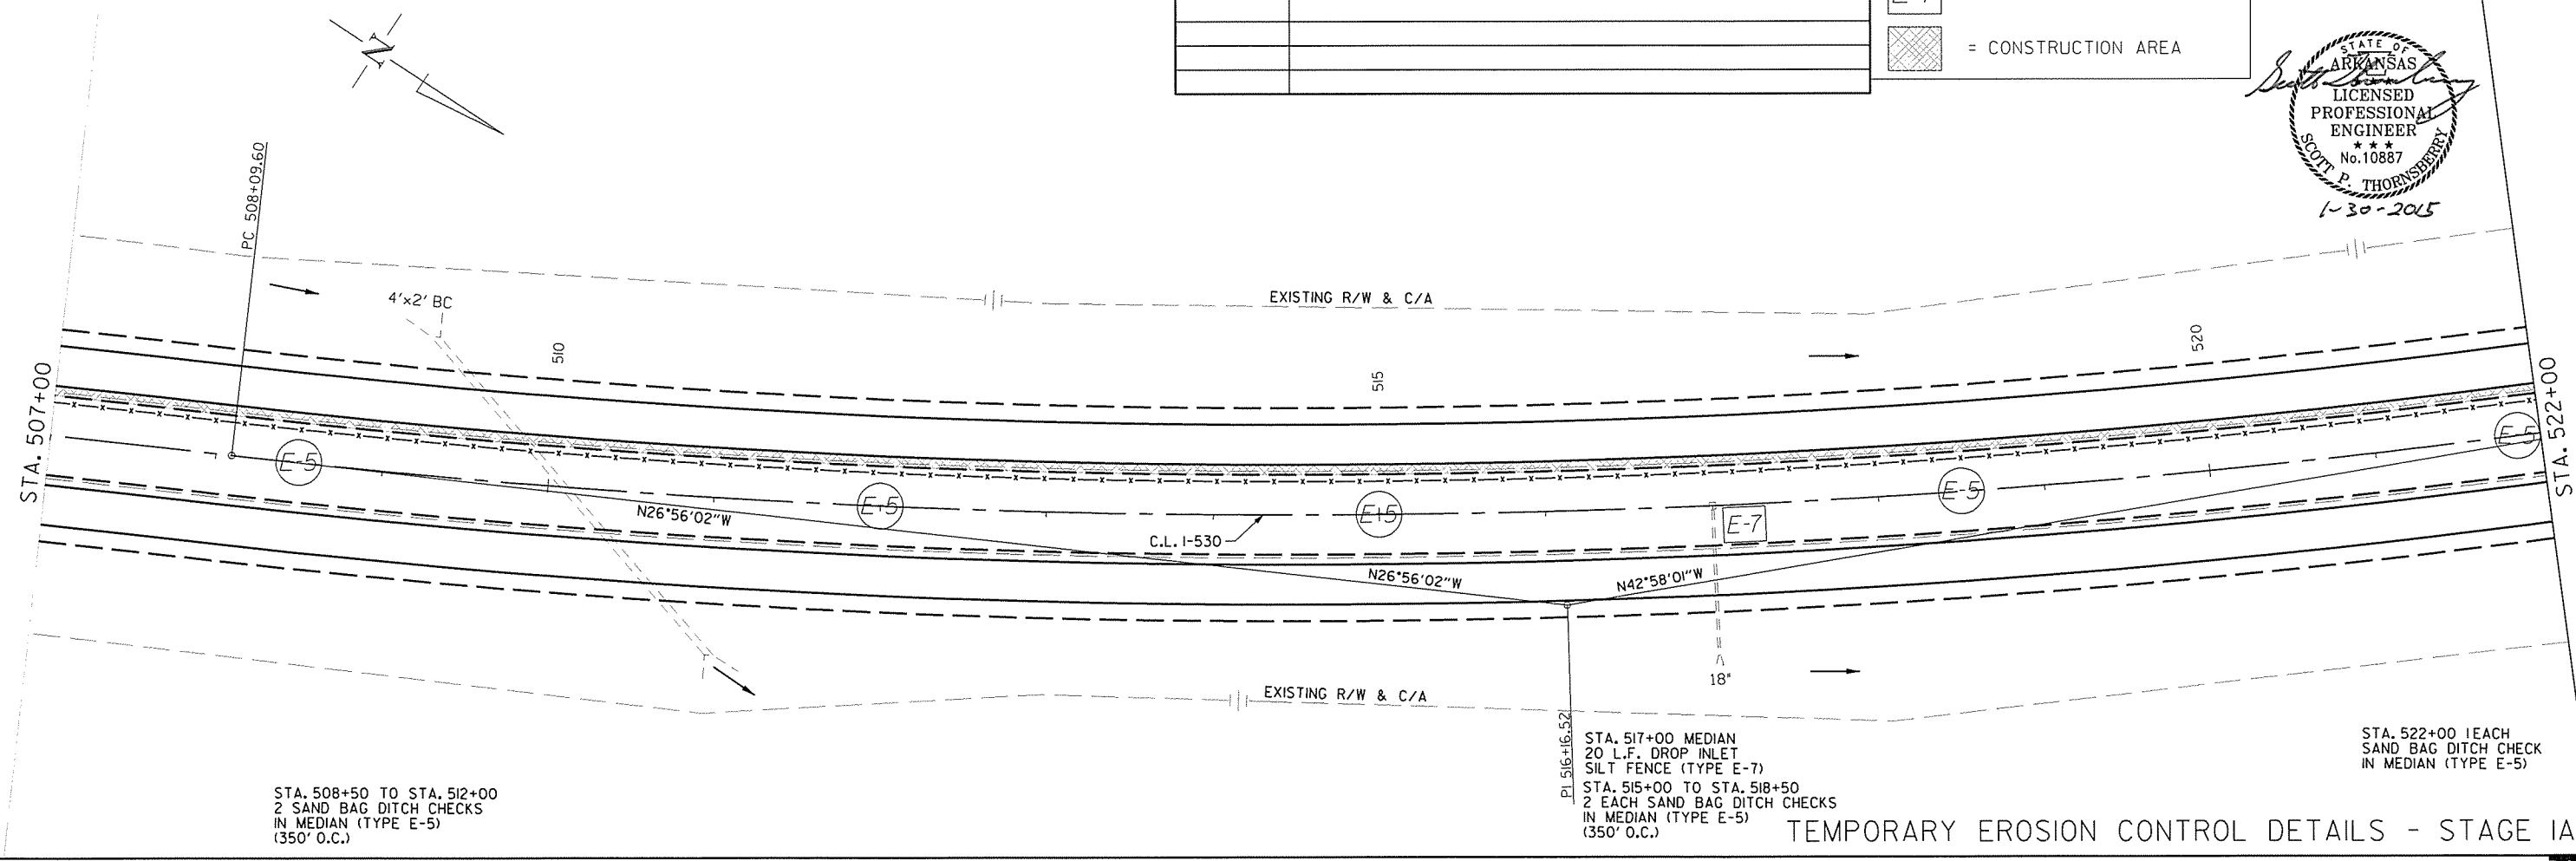 E-7
= CONSTRUCTION AREA
STATE OF
ARKANSAS
★ ★ ★
LICENSED
PROFESSIONAL
ENGINEER
★ ★ ★
No.10887
SCOTT P. THORNSBERRY
1-30-2015
N
PC 508+09.60
4'x2' BC
EXISTING R/W & C/A
510
515
520
STA. 507+00
STA. 522+00
E-5
E-5
E-5
E-5
E-5
E-7
N26°56'02"W
C.L. I-530
N26°56'02"W
N42°58'01"W
18"
EXISTING R/W & C/A
PI 516+16.52
STA. 517+00 MEDIAN
20 L.F. DROP INLET
SILT FENCE (TYPE E-7)
STA. 515+00 TO STA. 518+50
2 EACH SAND BAG DITCH CHECKS
IN MEDIAN (TYPE E-5)
(350' O.C.)
STA. 522+00 1 EACH
SAND BAG DITCH CHECK
IN MEDIAN (TYPE E-5)
STA. 508+50 TO STA. 512+00
2 SAND BAG DITCH CHECKS
IN MEDIAN (TYPE E-5)
(350' O.C.)
TEMPORARY EROSION CONTROL DETAILS - STAGE 1A